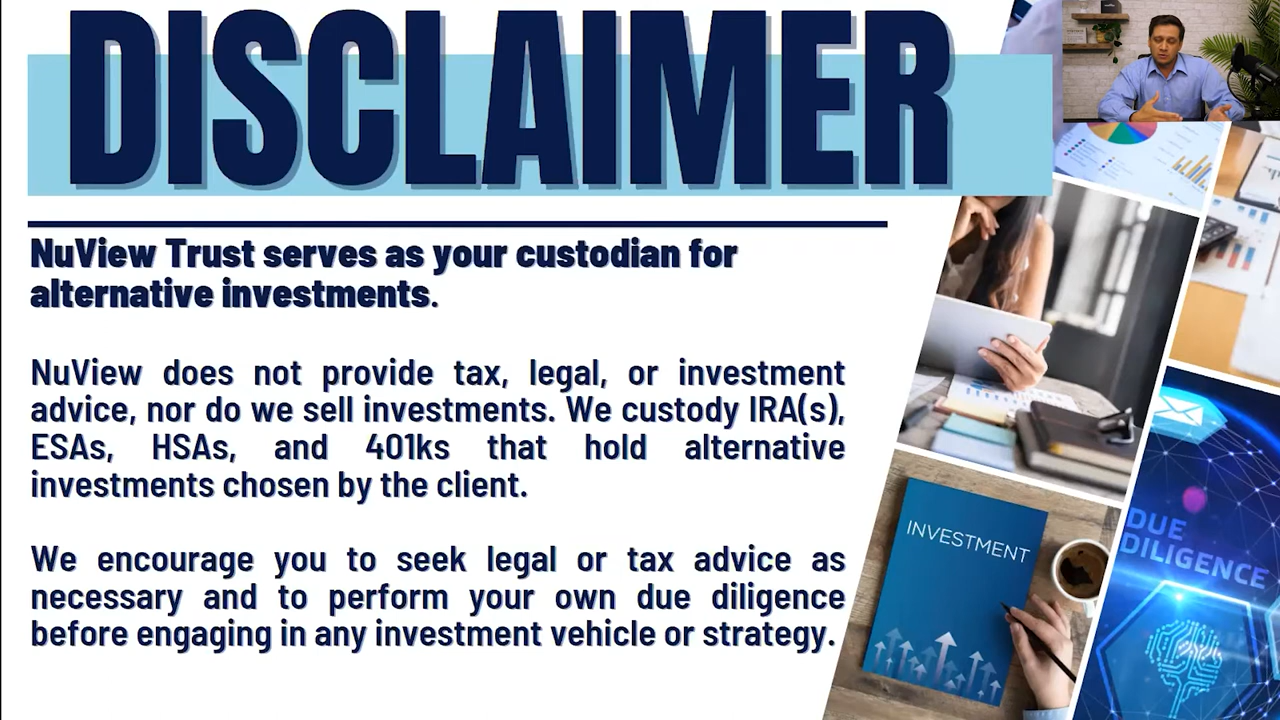 DISCLAIMER
NuView Trust serves as your custodian for
alternative investments.
NuView does not provide tax, legal, or investment
advice, nor do we sell investments. We custody IRA(s),
ESAs, HSAs, and 401ks that hold alternative
investments chosen by the client.
We encourage you to seek legal or tax advice as
necessary and to perform your own due diligence
before engaging in any investment vehicle or strategy.
INVESTMENT
DUE
DILIGENCE